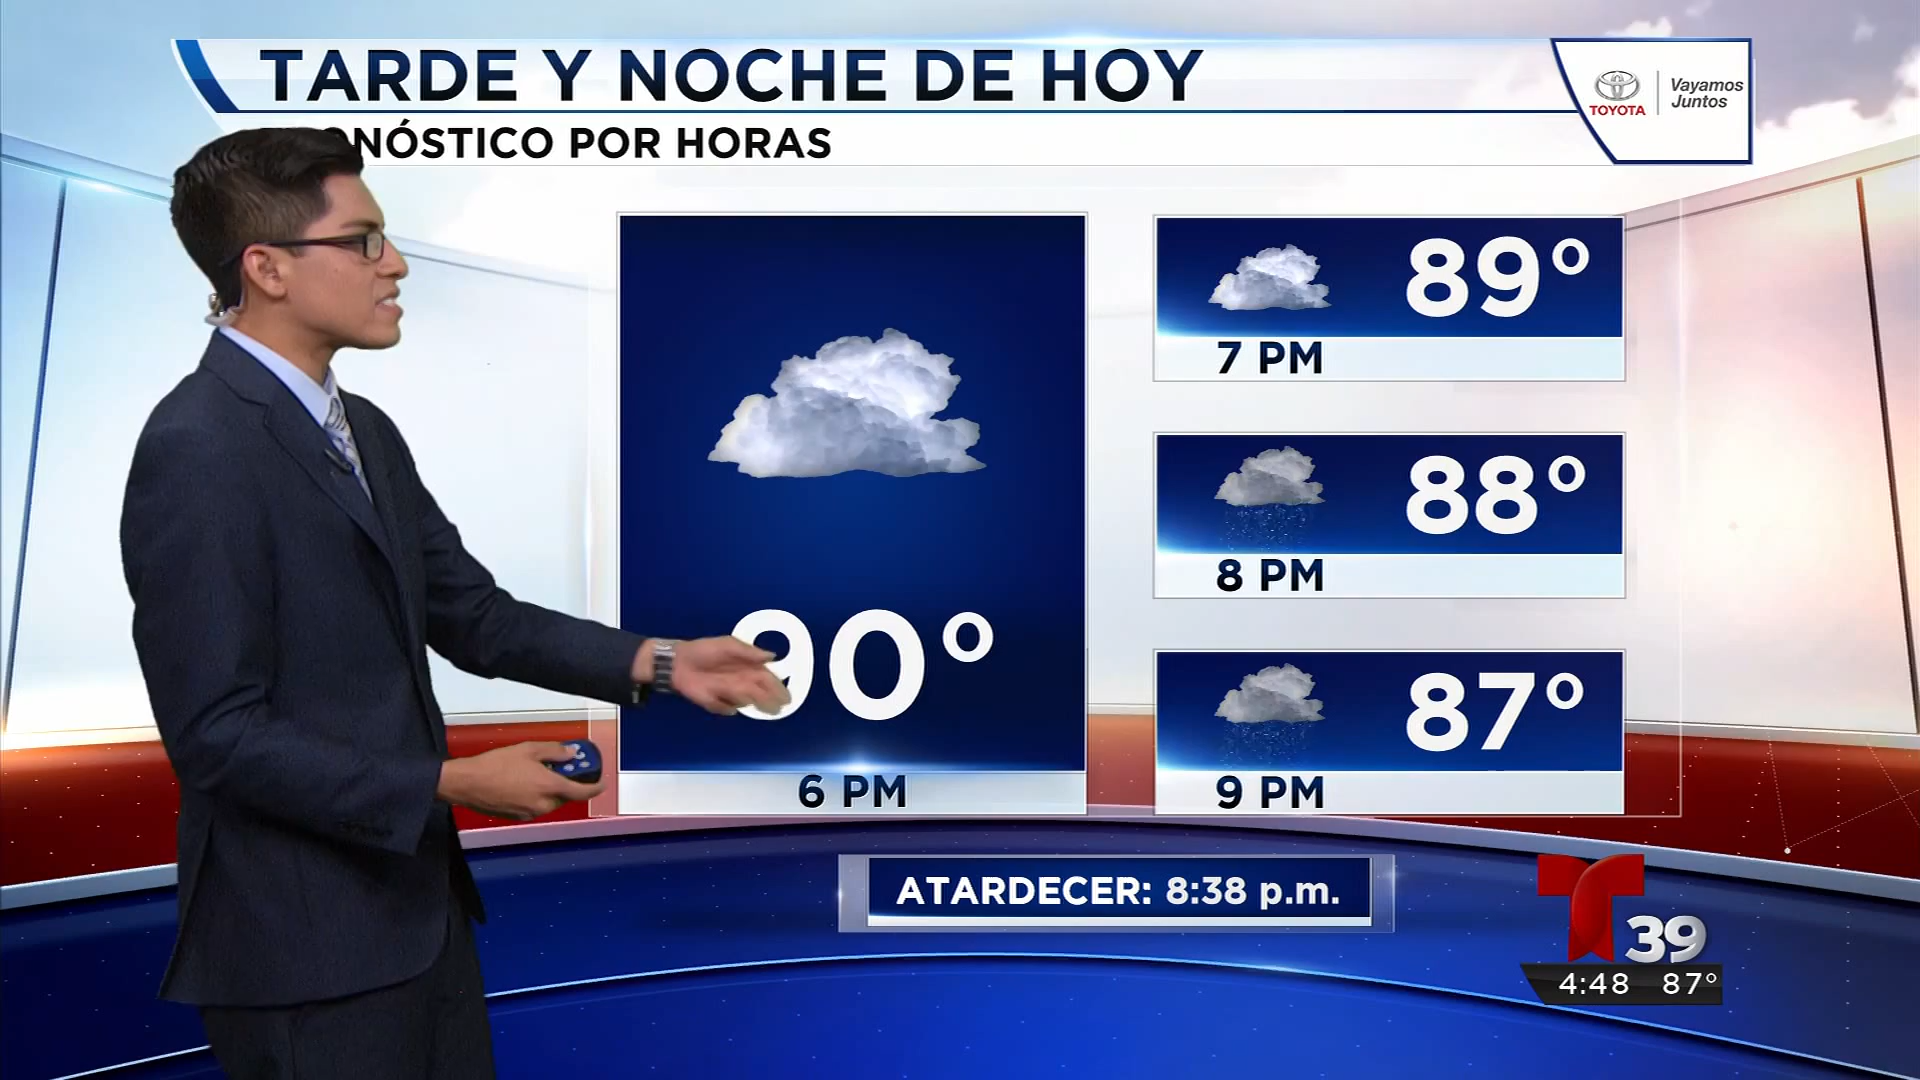 TARDE Y NOCHE DE HOY
NÓSTICO POR HORAS
TOYOTA
Vayamos
Juntos
90°
6 PM
89°
7 PM
88°
8 PM
87°
9 PM
ATARDECER: 8:38 p.m.
T 39
4:48 87°